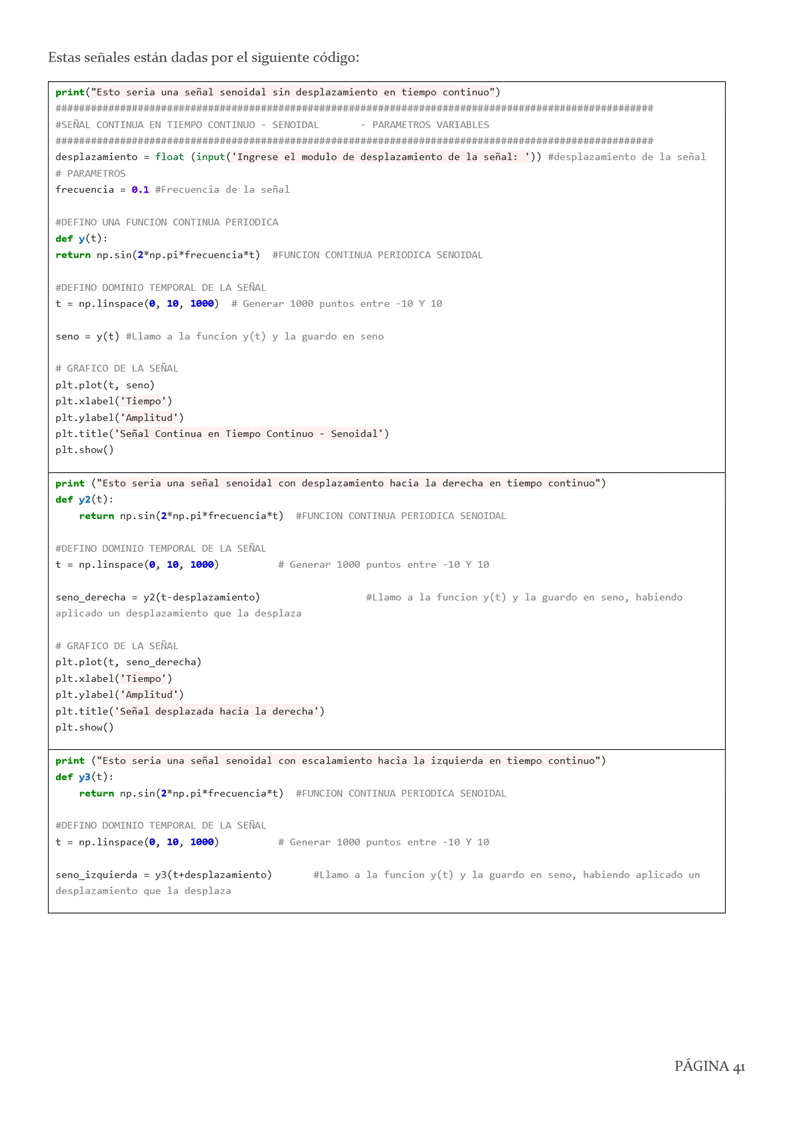 Estas señales están dadas por el siguiente código:
print("Esto seria una señal senoidal sin desplazamiento en tiempo continuo")
######################################################################################################
#SEÑAL CONTINUA EN TIEMPO CONTINUO - SENOIDAL       - PARAMETROS VARIABLES
######################################################################################################
desplazamiento = float (input('Ingrese el modulo de desplazamiento de la señal: ')) #desplazamiento de la señal
# PARAMETROS
frecuencia = 0.1 #Frecuencia de la señal
#DEFINO UNA FUNCION CONTINUA PERIODICA
def y(t):
return np.sin(2*np.pi*frecuencia*t)  #FUNCION CONTINUA PERIODICA SENOIDAL
#DEFINO DOMINIO TEMPORAL DE LA SEÑAL
t = np.linspace(0, 10, 1000)  # Generar 1000 puntos entre -10 Y 10
seno = y(t) #Llamo a la funcion y(t) y la guardo en seno
# GRAFICO DE LA SEÑAL
plt.plot(t, seno)
plt.xlabel('Tiempo')
plt.ylabel('Amplitud')
plt.title('Señal Continua en Tiempo Continuo - Senoidal')
plt.show()
print ("Esto seria una señal senoidal con desplazamiento hacia la derecha en tiempo continuo")
def y2(t):
    return np.sin(2*np.pi*frecuencia*t)  #FUNCION CONTINUA PERIODICA SENOIDAL
#DEFINO DOMINIO TEMPORAL DE LA SEÑAL
t = np.linspace(0, 10, 1000)          # Generar 1000 puntos entre -10 Y 10
seno_derecha = y2(t-desplazamiento)                  #Llamo a la funcion y(t) y la guardo en seno, habiendo
aplicado un desplazamiento que la desplaza
# GRAFICO DE LA SEÑAL
plt.plot(t, seno_derecha)
plt.xlabel('Tiempo')
plt.ylabel('Amplitud')
plt.title('Señal desplazada hacia la derecha')
plt.show()
print ("Esto seria una señal senoidal con escalamiento hacia la izquierda en tiempo continuo")
def y3(t):
    return np.sin(2*np.pi*frecuencia*t)  #FUNCION CONTINUA PERIODICA SENOIDAL
#DEFINO DOMINIO TEMPORAL DE LA SEÑAL
t = np.linspace(0, 10, 1000)          # Generar 1000 puntos entre -10 Y 10
seno_izquierda = y3(t+desplazamiento)       #Llamo a la funcion y(t) y la guardo en seno, habiendo aplicado un
desplazamiento que la desplaza
PÁGINA 41